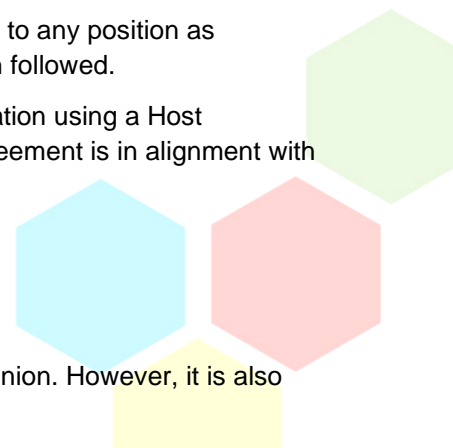 to any position as
followed.
ation using a Host
eement is in alignment with
nion. However, it is also